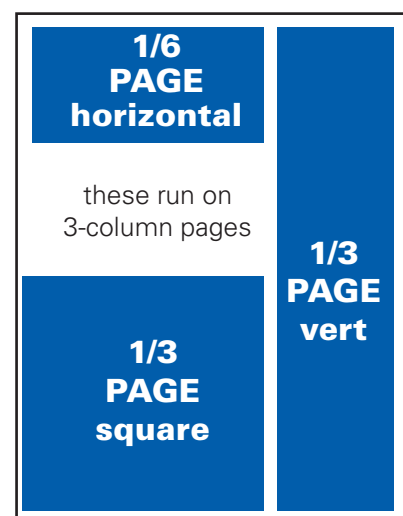 1/6
PAGE
horizontal
these run on
3-column pages
1/3
PAGE
square
1/3
PAGE
vert